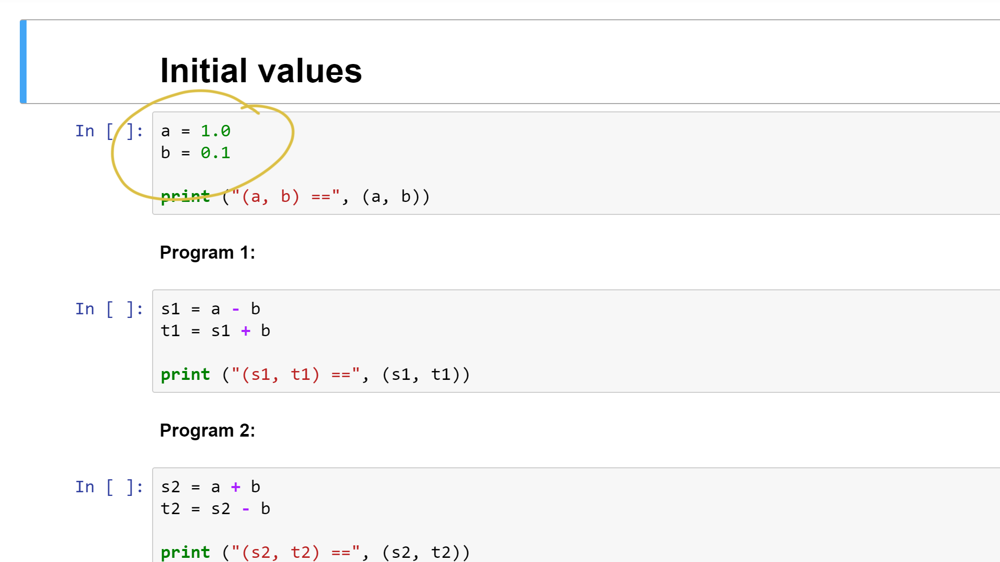 Initial values
In [ ]: a = 1.0
b = 0.1
print ("(a, b) ==", (a, b))
Program 1:
In [ ]: s1 = a - b
t1 = s1 + b
print ("(s1, t1) ==", (s1, t1))
Program 2:
In [ ]: s2 = a + b
t2 = s2 - b
print ("(s2, t2) ==", (s2, t2))